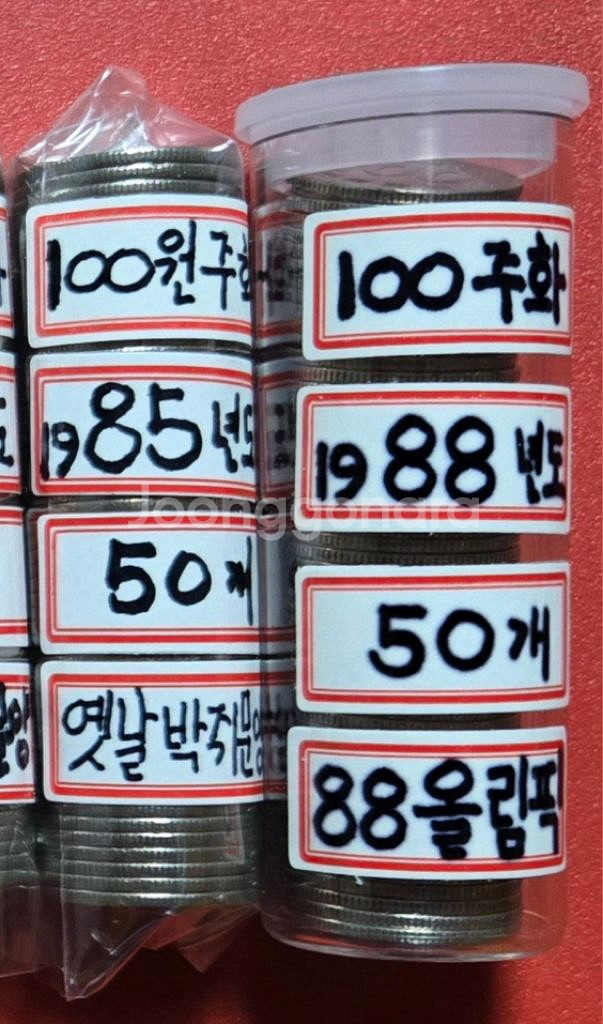 100원주화
1985년도
50개
옛날박쥐문양
100주화
1988년도
50개
88올림픽
Joonggonara